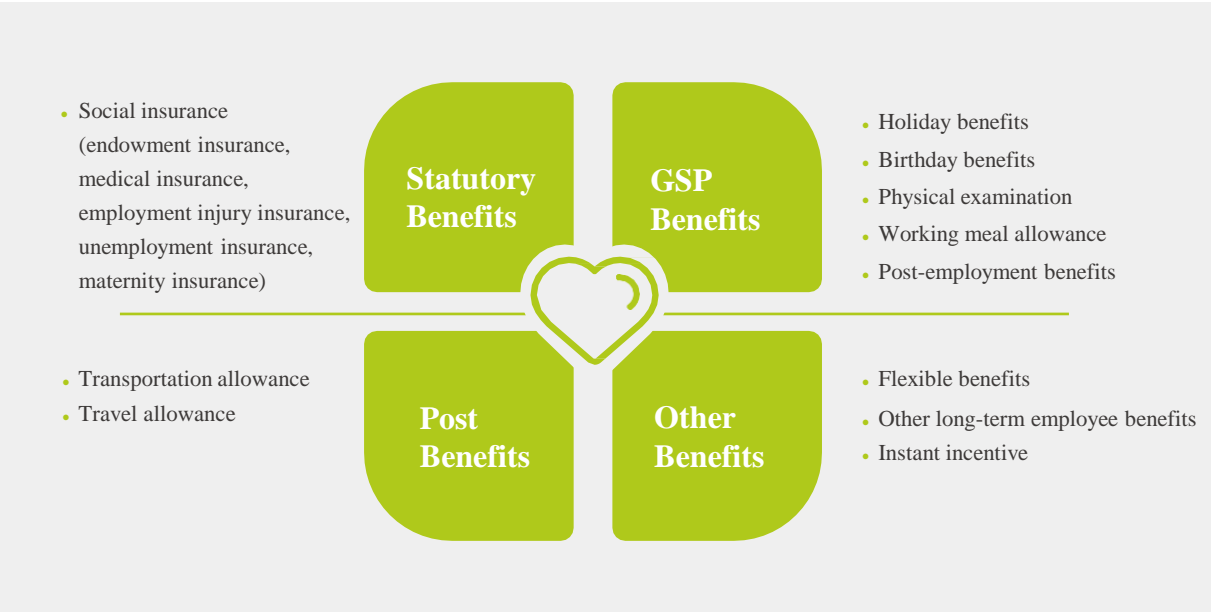 Social insurance
(endowment insurance,
medical insurance,
employment injury insurance,
unemployment insurance,
maternity insurance)
Statutory
Benefits
GSP
Benefits
Holiday benefits
Birthday benefits
Physical examination
Working meal allowance
Post-employment benefits
Transportation allowance
Travel allowance
Post
Benefits
Other
Benefits
Flexible benefits
Other long-term employee benefits
Instant incentive